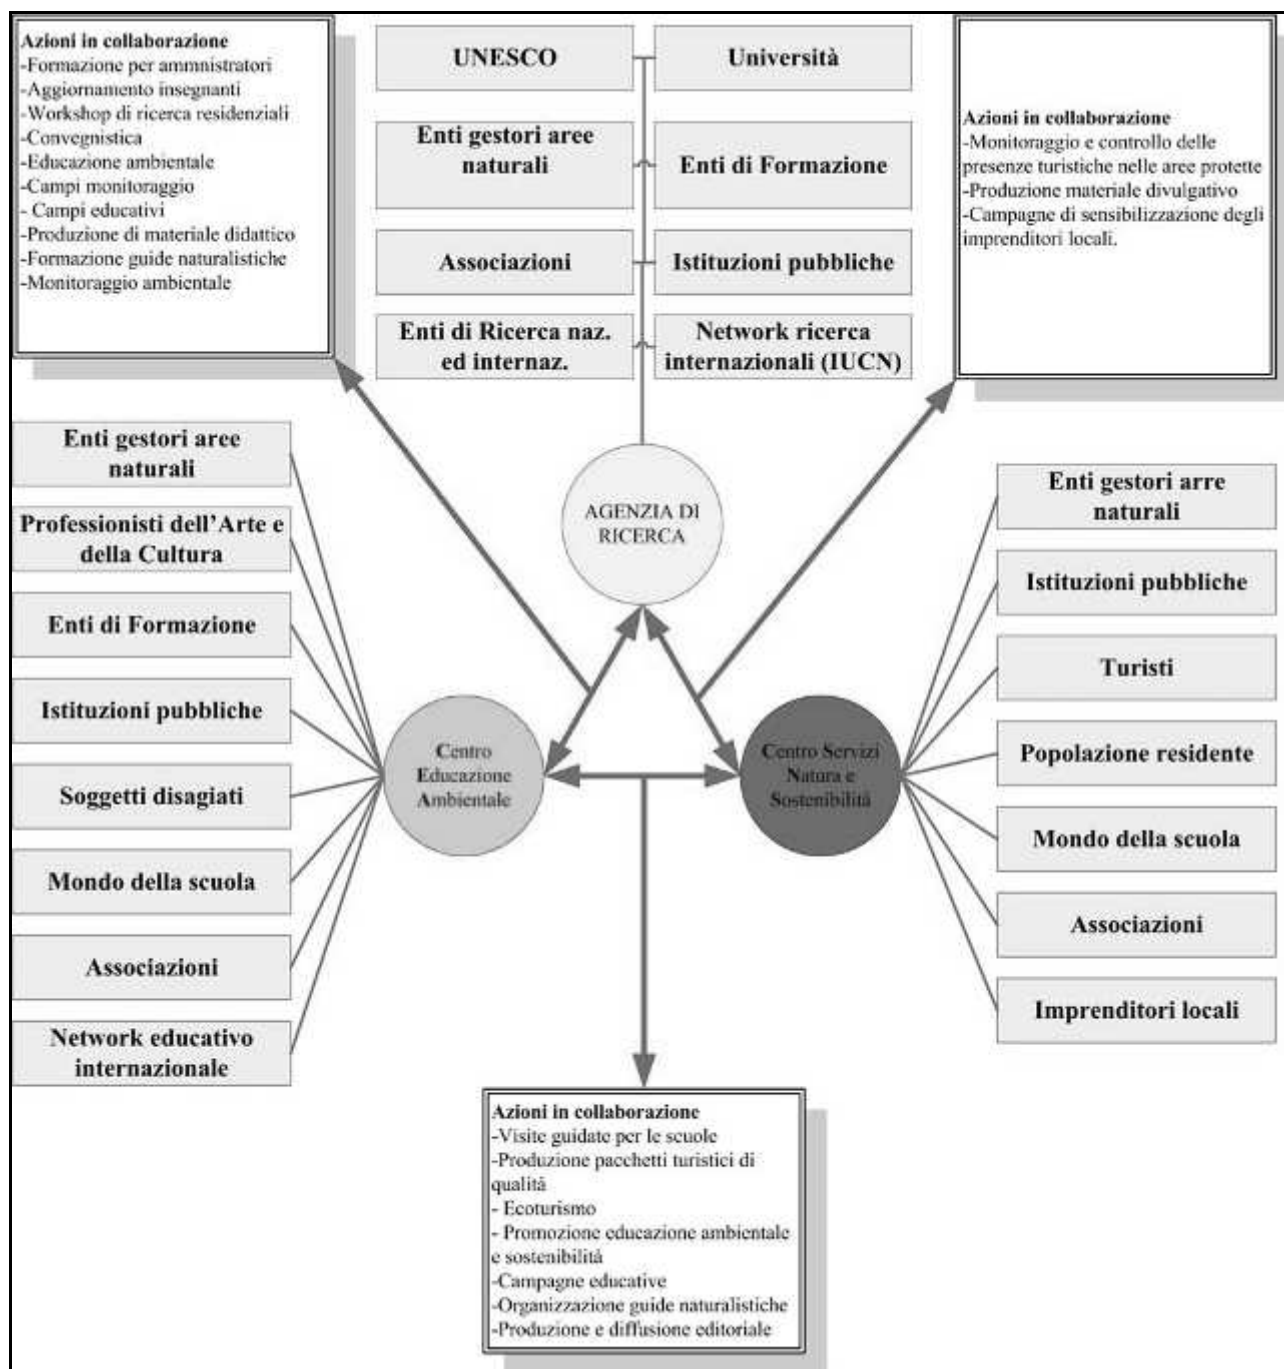 Azioni in collaborazione
-Formazione per ammnistratori
-Aggiornamento insegnanti
-Workshop di ricerca residenziali
-Convegnistica
-Educazione ambientale
-Campi monitoraggio
- Campi educativi
-Produzione di materiale didattico
-Formazione guide naturalistiche
-Monitoraggio ambientale
UNESCO
Università
Enti gestori aree
naturali
Enti di Formazione
Associazioni
Istituzioni pubbliche
Enti di Ricerca naz.
ed internaz.
Network ricerca
internazionali (IUCN)
Azioni in collaborazione
-Monitoraggio e controllo delle
presenze turistiche nelle aree protette
-Produzione materiale divulgativo
-Campagne di sensibilizzazione degli
imprenditori locali.
AGENZIA DI
RICERCA
Enti gestori aree
naturali
Professionisti dell'Arte e
della Cultura
Enti di Formazione
Istituzioni pubbliche
Soggetti disagiati
Mondo della scuola
Associazioni
Network educativo
internazionale
Centro
Educazione
Ambientale
Centro Servizi
Natura e
Sostenibilità
Enti gestori arre
naturali
Istituzioni pubbliche
Turisti
Popolazione residente
Mondo della scuola
Associazioni
Imprenditori locali
Azioni in collaborazione
-Visite guidate per le scuole
-Produzione pacchetti turistici di
qualità
- Ecoturismo
- Promozione educazione ambientale
e sostenibilità
-Campagne educative
-Organizzazione guide naturalistiche
-Produzione e diffusione editoriale